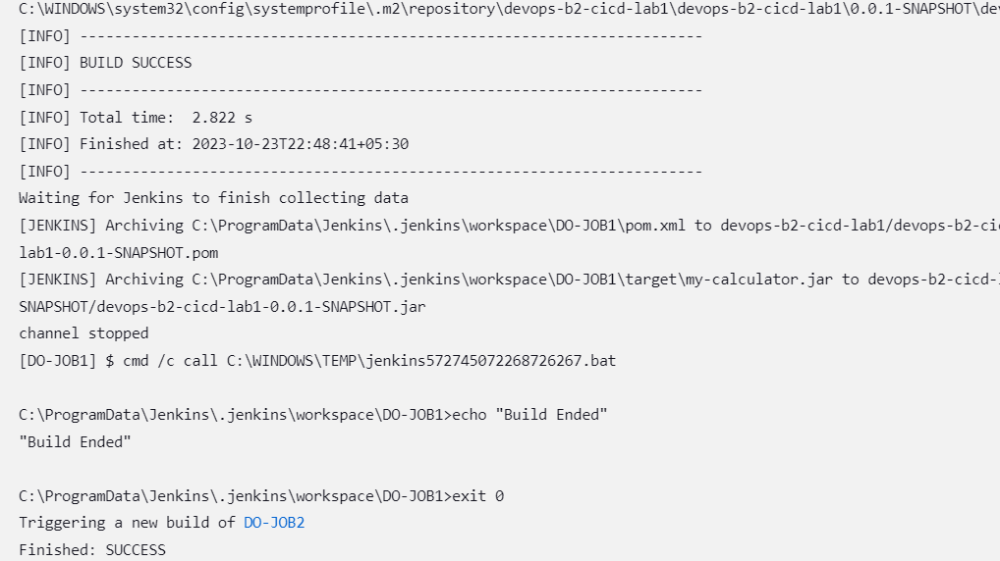 C:\WINDOWS\system32\config\systemprofile\.m2\repository\devops-b2-cicd-lab1\devops-b2-cicd-lab1\0.0.1-SNAPSHOT\dev
[INFO] ------------------------------------------------------------------------
[INFO] BUILD SUCCESS
[INFO] ------------------------------------------------------------------------
[INFO] Total time:  2.822 s
[INFO] Finished at: 2023-10-23T22:48:41+05:30
[INFO] ------------------------------------------------------------------------
Waiting for Jenkins to finish collecting data
[JENKINS] Archiving C:\ProgramData\Jenkins\.jenkins\workspace\DO-JOB1\pom.xml to devops-b2-cicd-lab1/devops-b2-cic
lab1-0.0.1-SNAPSHOT.pom
[JENKINS] Archiving C:\ProgramData\Jenkins\.jenkins\workspace\DO-JOB1\target\my-calculator.jar to devops-b2-cicd-
SNAPSHOT/devops-b2-cicd-lab1-0.0.1-SNAPSHOT.jar
channel stopped
[DO-JOB1] $ cmd /c call C:\WINDOWS\TEMP\jenkins572745072268726267.bat
C:\ProgramData\Jenkins\.jenkins\workspace\DO-JOB1>echo "Build Ended"
"Build Ended"
C:\ProgramData\Jenkins\.jenkins\workspace\DO-JOB1>exit 0
Triggering a new build of DO-JOB2
Finished: SUCCESS